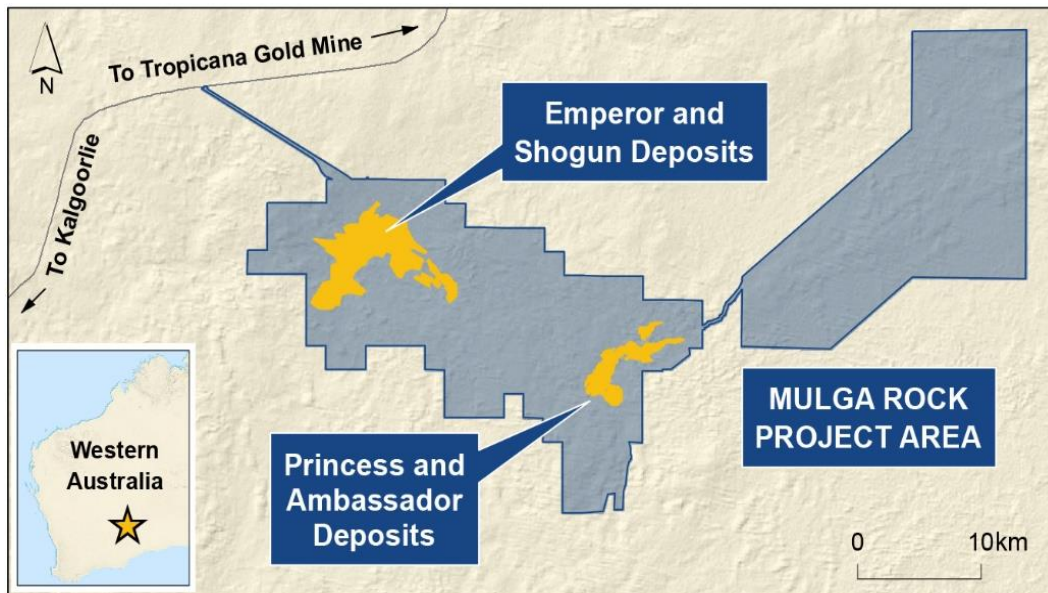 To Tropicana Gold Mine
N
To Kalgoorlie
Emperor and
Shogun Deposits
MULGA ROCK
PROJECT AREA
Princess and
Ambassador
Deposits
Western
Australia
0 10km